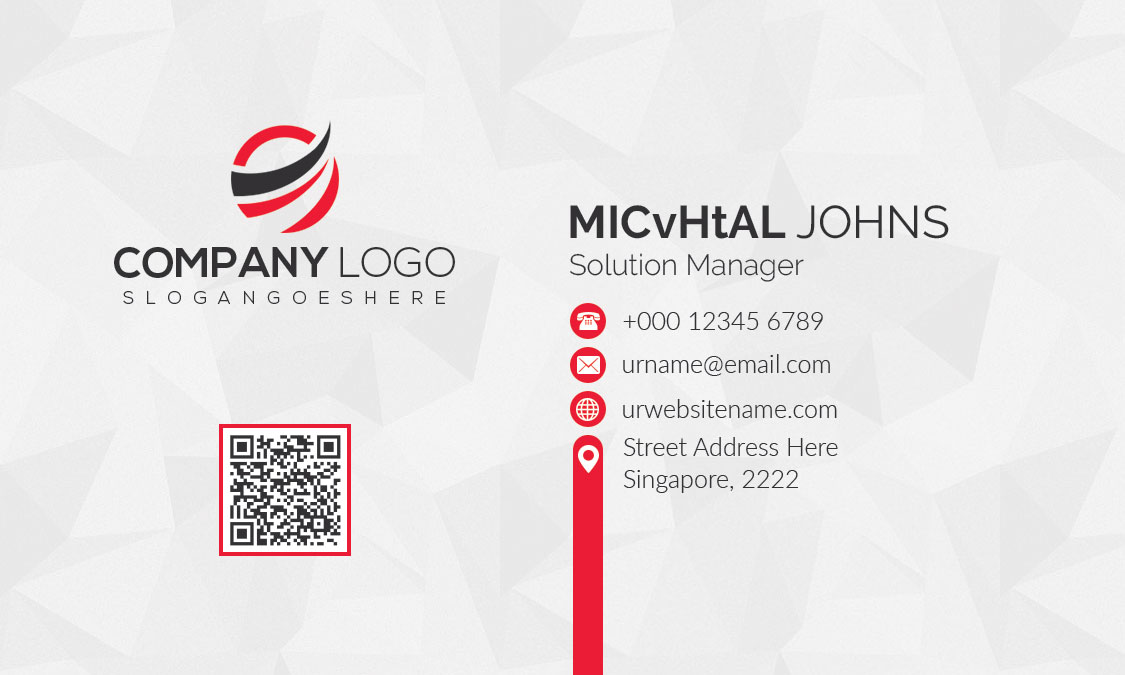 COMPANY LOGO
SLOGANGOESHERE
MICvHtAL JOHNS
Solution Manager
+000 12345 6789
urname@email.com
urwebsitename.com
Street Address Here
Singapore, 2222